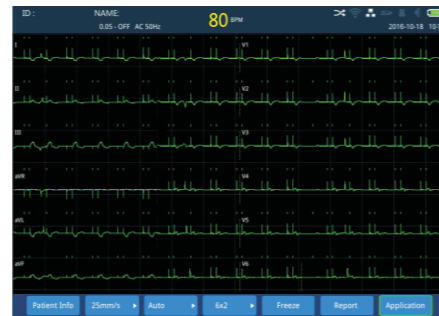 ID: NAME: 80 BPM
0.05 - OFF AC 50Hz 2016-10-18 10:
I V1
II V2
III V3
aVR V4
aVL V5
aVF V6
Patient Info 25mm/s Auto 6x2 Freeze Report Application